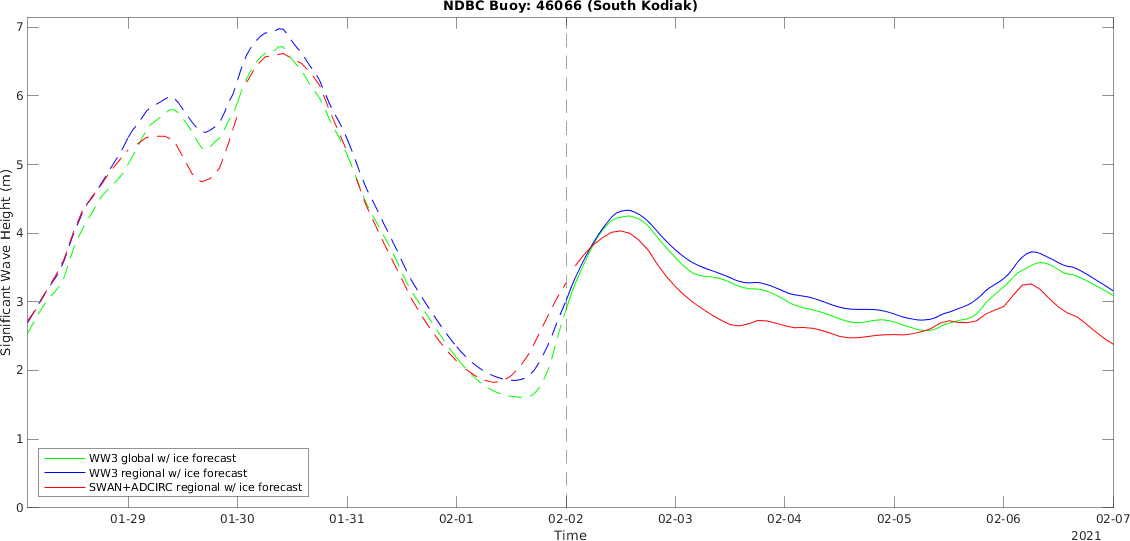 NDBC Buoy: 46066 (South Kodiak)
Significant Wave Height (m)
7
6
5
4
3
2
1
0
WW3 global w/ ice forecast
WW3 regional w/ ice forecast
SWAN+ADCIRC regional w/ ice forecast
01-29 01-30 01-31 02-01 02-02 02-03 02-04 02-05 02-06 02-07
Time
2021